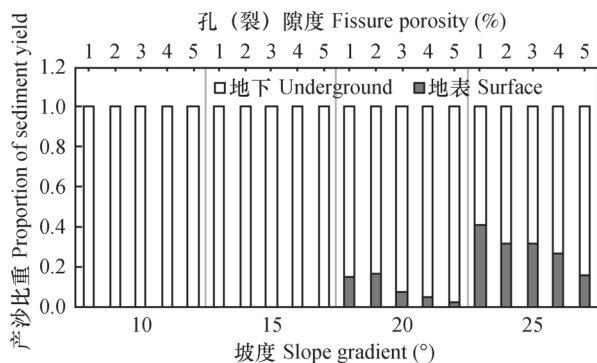 孔（裂）隙度 Fissure porosity (%)
1 2 3 4 5 1 2 3 4 5 1 2 3 4 5 1 2 3 4 5
产沙比重 Proportion of sediment yield
1.2
1.0
0.8
0.6
0.4
0.2
0.0
地下 Underground 地表 Surface
10 15 20 25
坡度 Slope gradient (°)